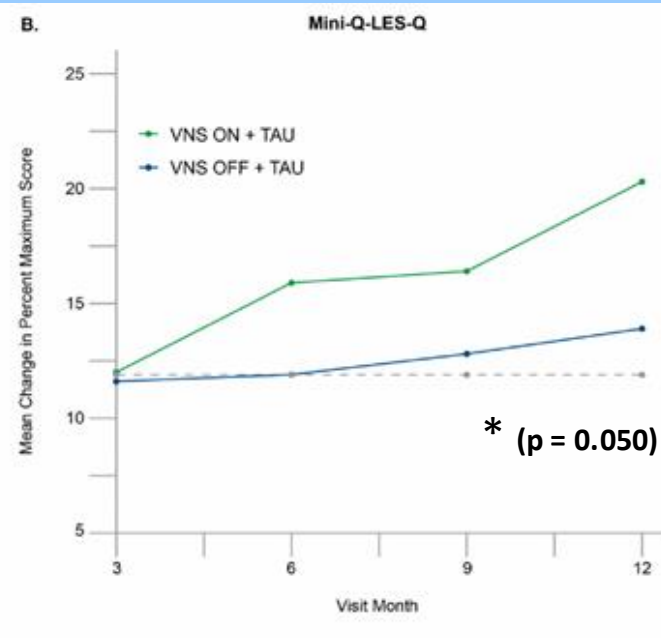 B.
Mini-Q-LES-Q
Mean Change in Percent Maximum Score
25
20
15
10
5
VNS ON + TAU
VNS OFF + TAU
* (p = 0.050)
3 6 9 12
Visit Month